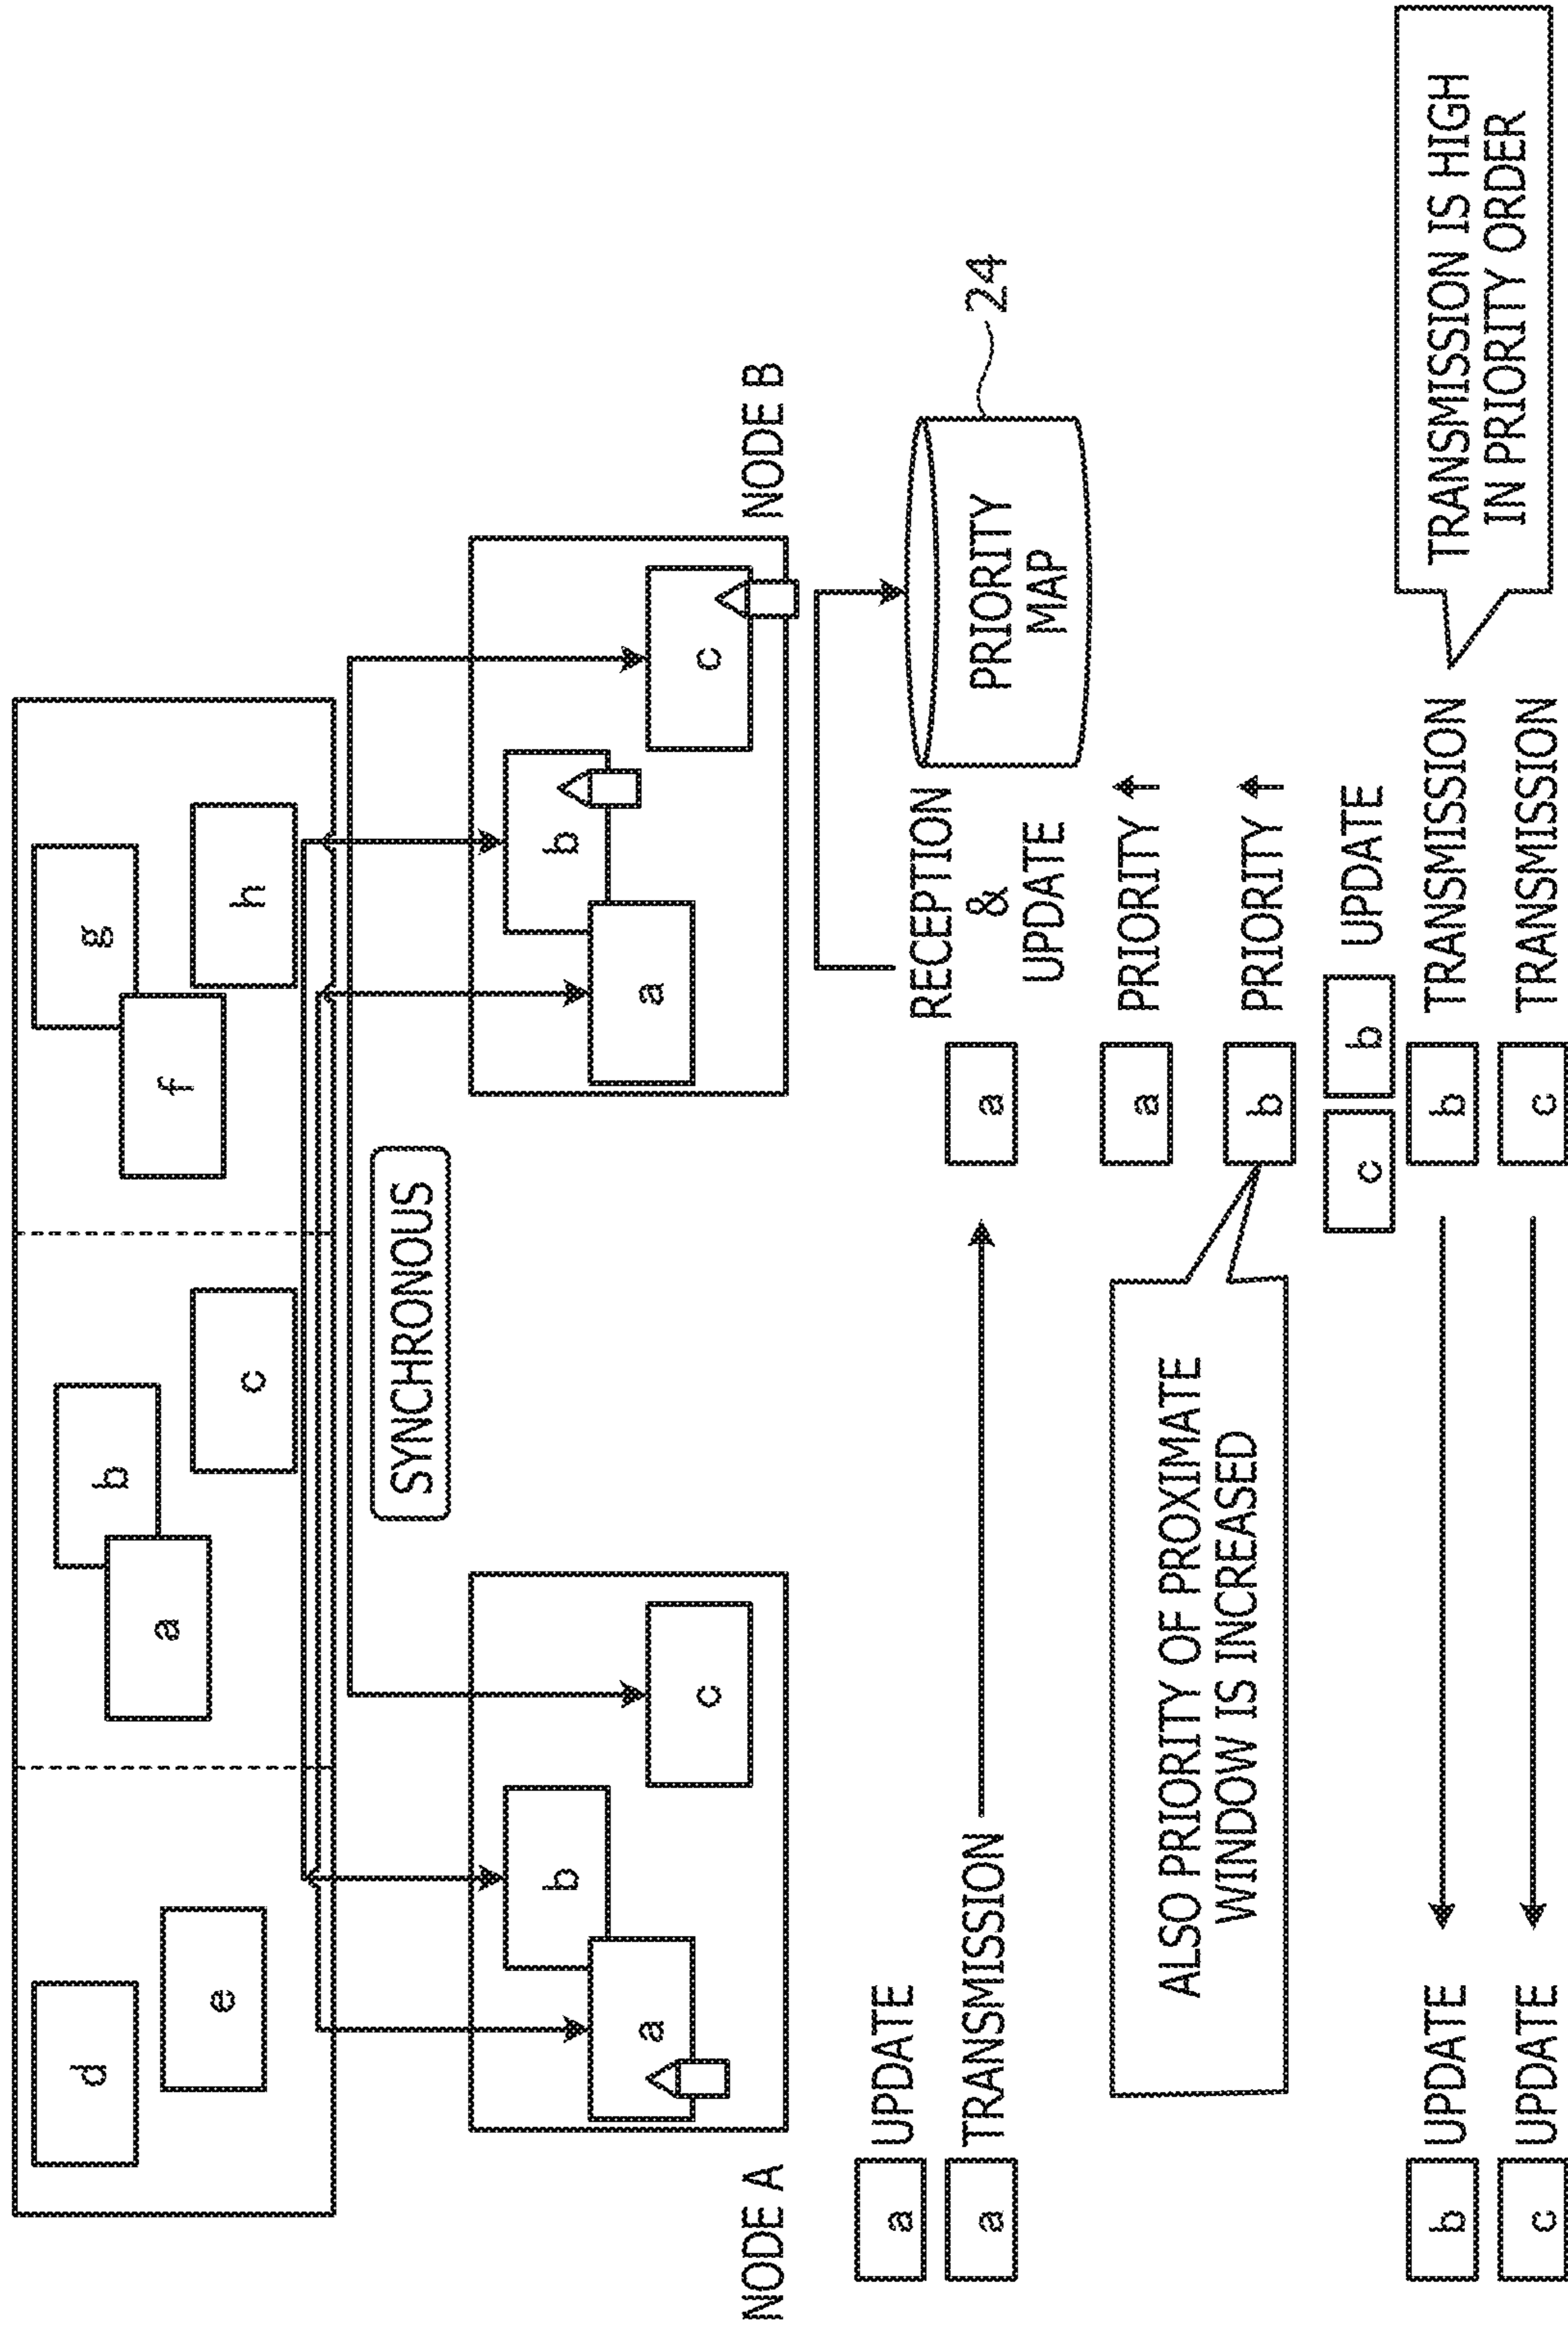 d
e
a
b
c
f
g
h
SYNCHRONOUS
a
b
c
a
b
c
NODE A
NODE B
a UPDATE
a TRANSMISSION
a
RECEPTION
&
UPDATE
PRIORITY
MAP
24
a PRIORITY ↑
b PRIORITY ↑
ALSO PRIORITY OF PROXIMATE
WINDOW IS INCREASED
c b UPDATE
b UPDATE
b TRANSMISSION
TRANSMISSION IS HIGH
IN PRIORITY ORDER
c UPDATE
c TRANSMISSION